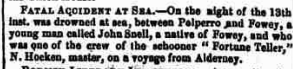 FATAL ACCIDENT AT SEA.—On the night of the 13th
inst. was drowned at sea, between Polperro and Fowey, a
young man called John Snell, a native of Fowey, and who
was one of the crew of the schooner "Fortune Teller,"
N. Hocken, master, on a voyage from Alderney.